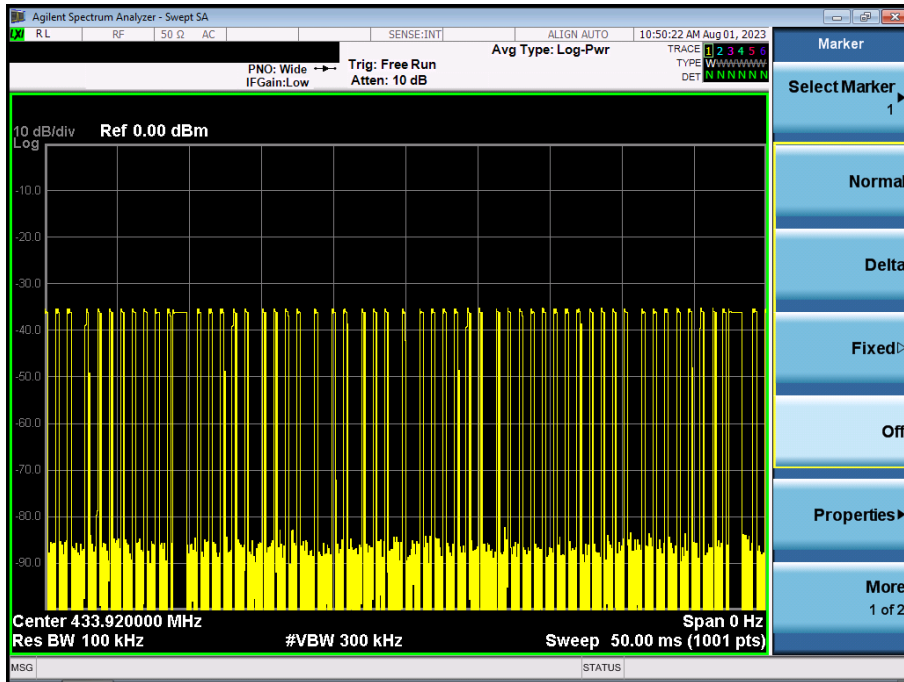 Agilent Spectrum Analyzer - Swept SA
LXI RL RF 50 Ω AC SENSE:INT ALIGN AUTO 10:50:22 AM Aug 01, 2023
PNO: Wide
IFGain:Low
Trig: Free Run
Atten: 10 dB
Avg Type: Log-Pwr
TRACE 1 2 3 4 5 6
TYPE WWWWWW
DET N N N N N N
10 dB/div Ref 0.00 dBm
Log
-10.0
-20.0
-30.0
-40.0
-50.0
-60.0
-70.0
-80.0
-90.0
Center 433.920000 MHz Span 0 Hz
Res BW 100 kHz #VBW 300 kHz Sweep 50.00 ms (1001 pts)
MSG STATUS
Marker
Select Marker
1
Normal
Delta
Fixed
Off
Properties
More
1 of 2